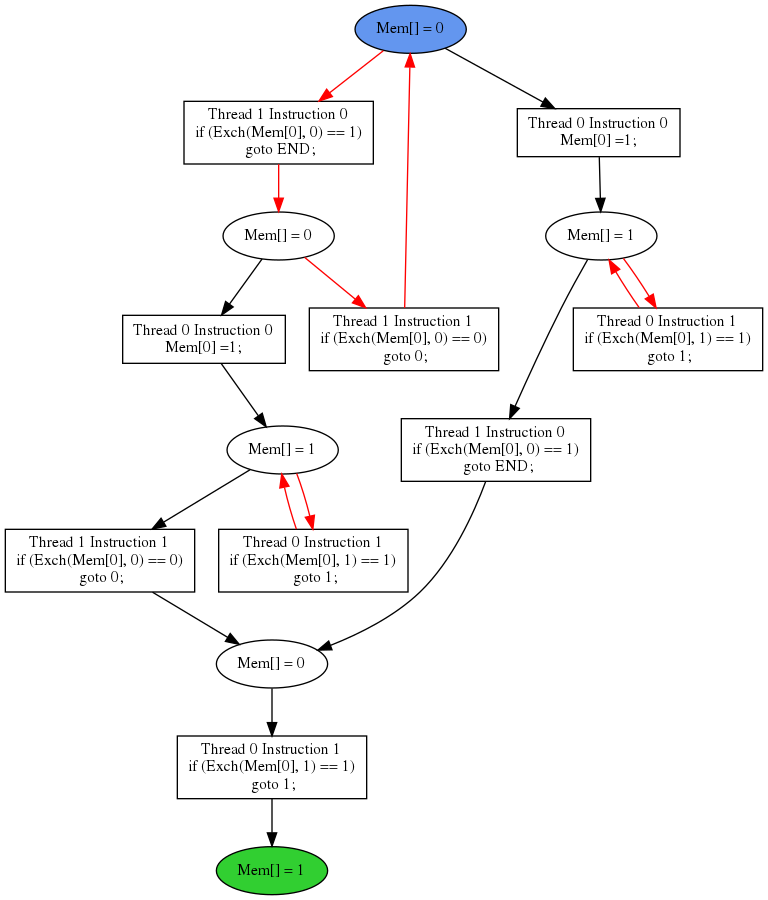 Mem[] = 0
Thread 1 Instruction 0
if (Exch(Mem[0], 0) == 1)
goto END;
Thread 0 Instruction 0
Mem[0] =1;
Mem[] = 0
Mem[] = 1
Thread 0 Instruction 0
Mem[0] =1;
Thread 1 Instruction 1
if (Exch(Mem[0], 0) == 0)
goto 0;
Thread 0 Instruction 1
if (Exch(Mem[0], 1) == 1)
goto 1;
Mem[] = 1
Thread 1 Instruction 0
if (Exch(Mem[0], 0) == 1)
goto END;
Thread 1 Instruction 1
if (Exch(Mem[0], 0) == 0)
goto 0;
Thread 0 Instruction 1
if (Exch(Mem[0], 1) == 1)
goto 1;
Mem[] = 0
Thread 0 Instruction 1
if (Exch(Mem[0], 1) == 1)
goto 1;
Mem[] = 1